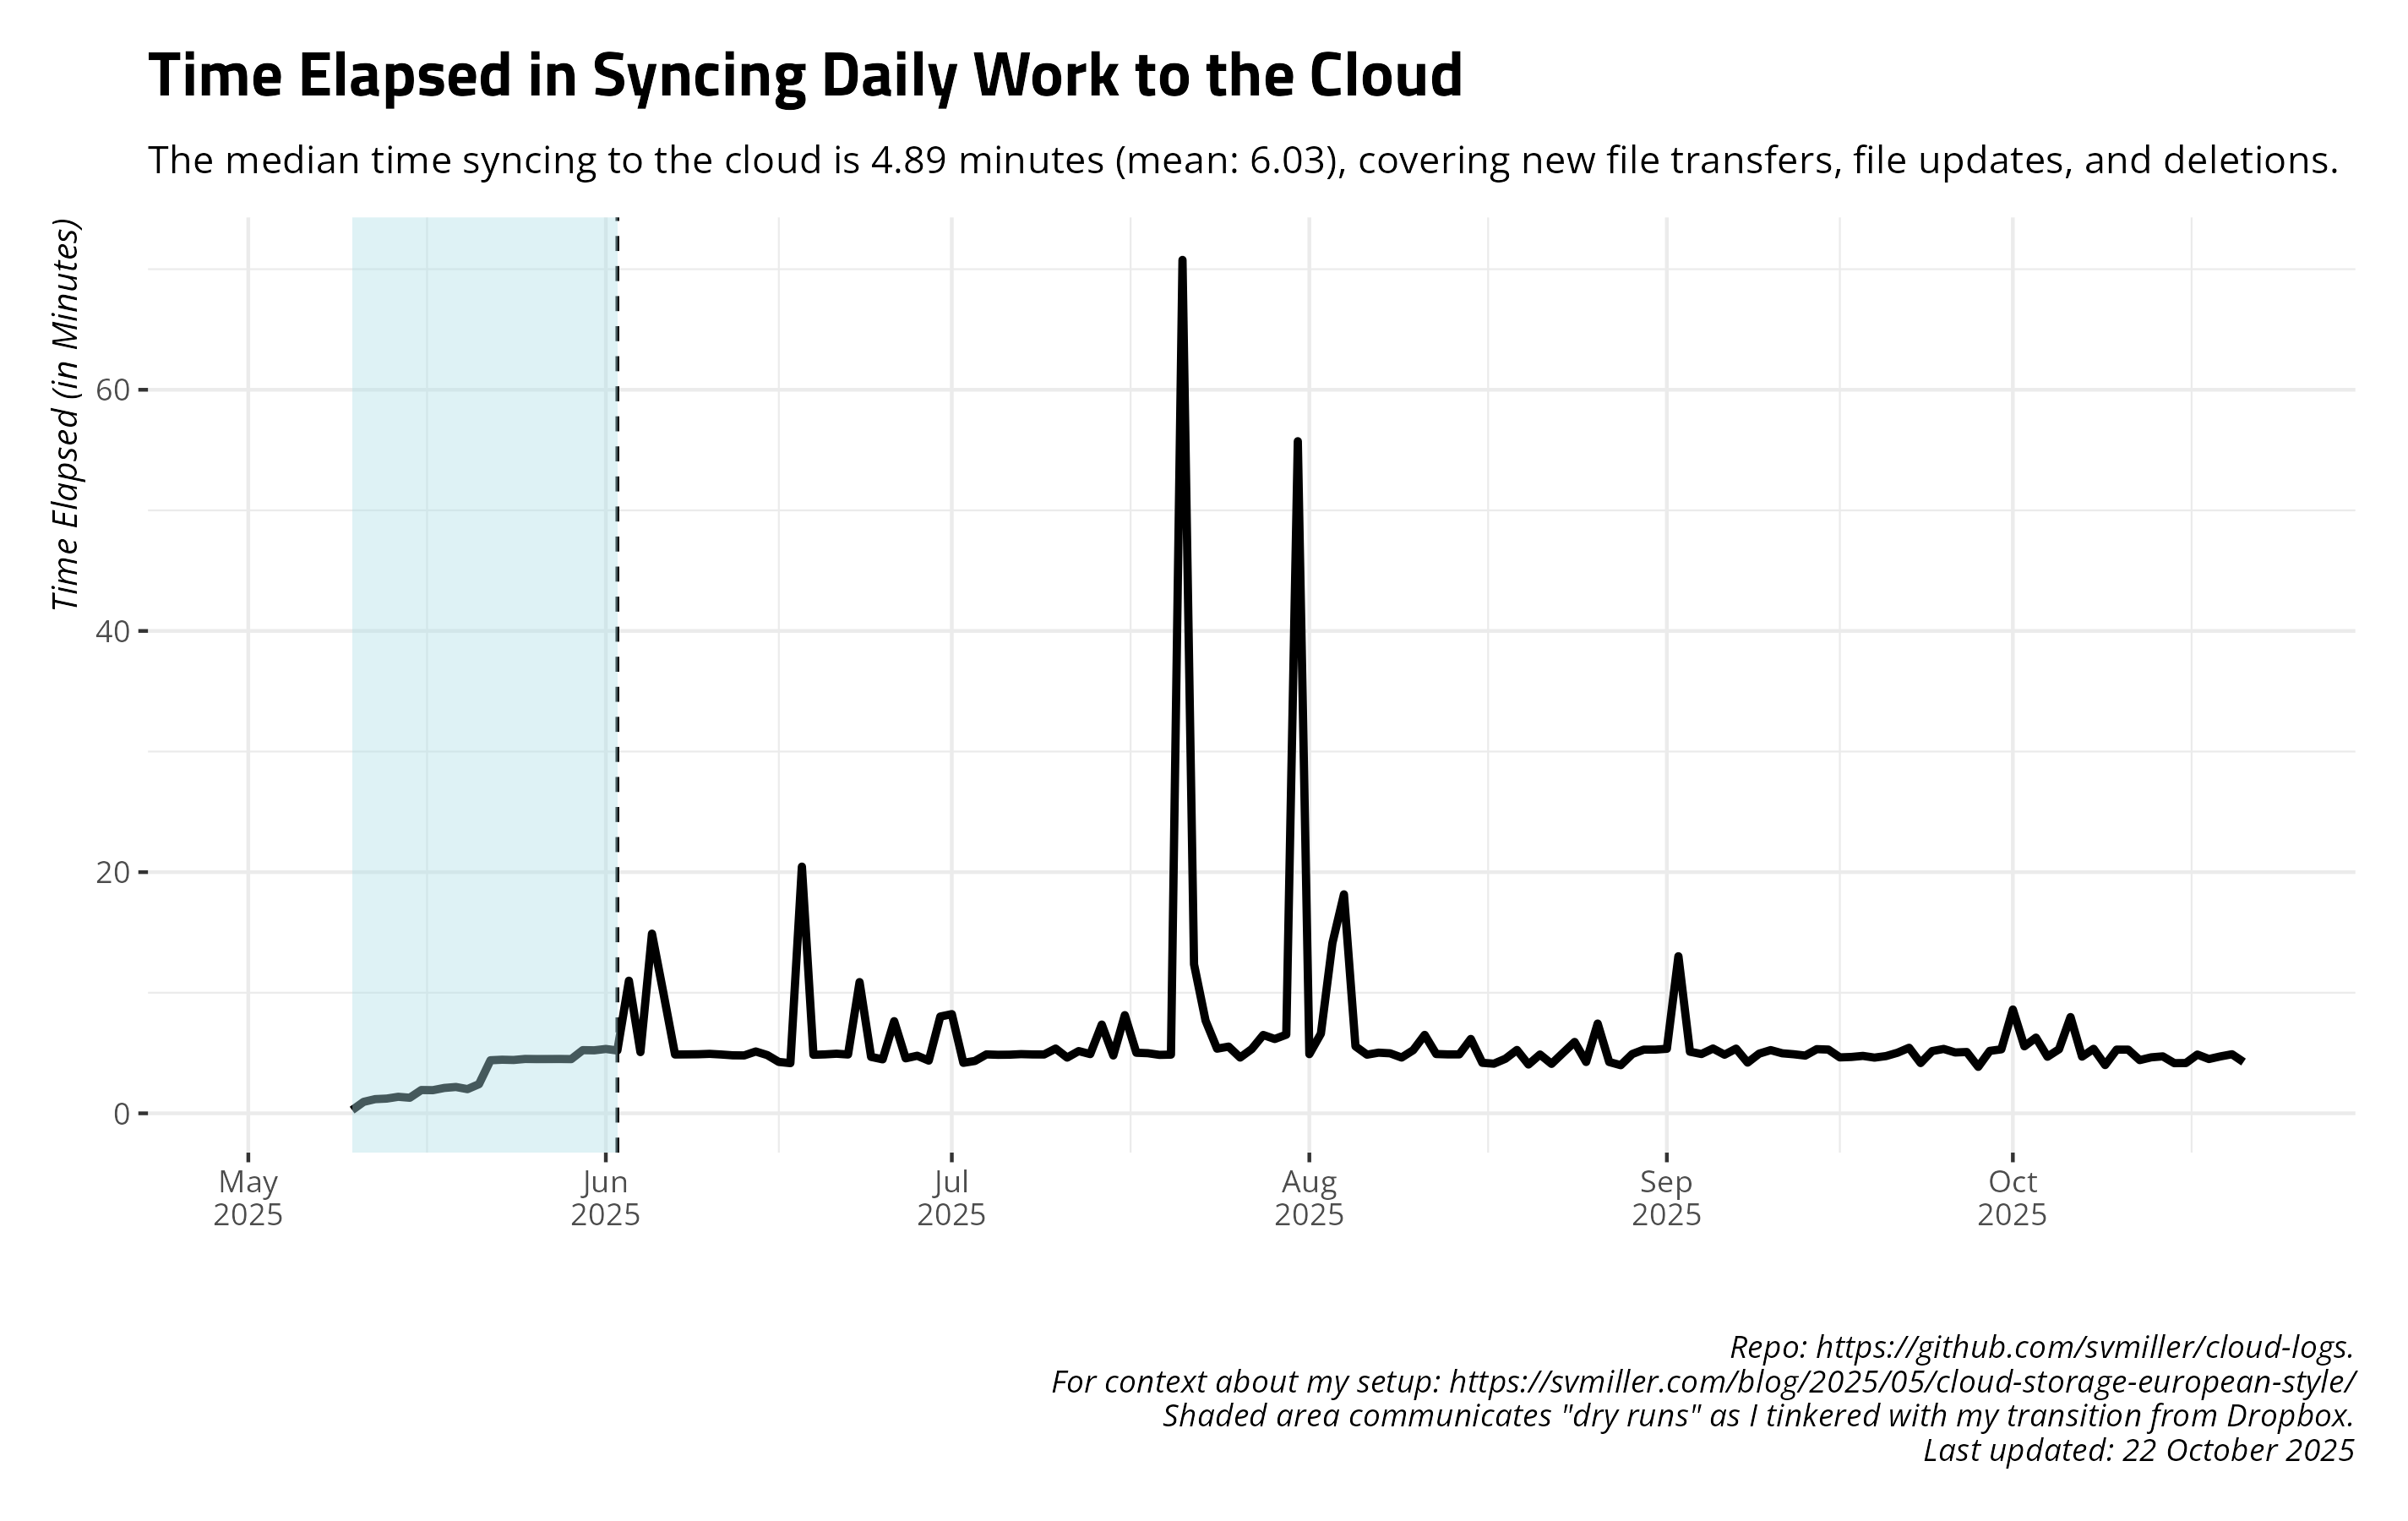 Time Elapsed in Syncing Daily Work to the Cloud
The median time syncing to the cloud is 4.89 minutes (mean: 6.03), covering new file transfers, file updates, and deletions.
Time Elapsed (in Minutes)
60
40
20
0
May
2025
Jun
2025
Jul
2025
Aug
2025
Sep
2025
Oct
2025
Repo: https://github.com/svmiller/cloud-logs.
For context about my setup: https://svmiller.com/blog/2025/05/cloud-storage-european-style/
Shaded area communicates "dry runs" as I tinkered with my transition from Dropbox.
Last updated: 22 October 2025